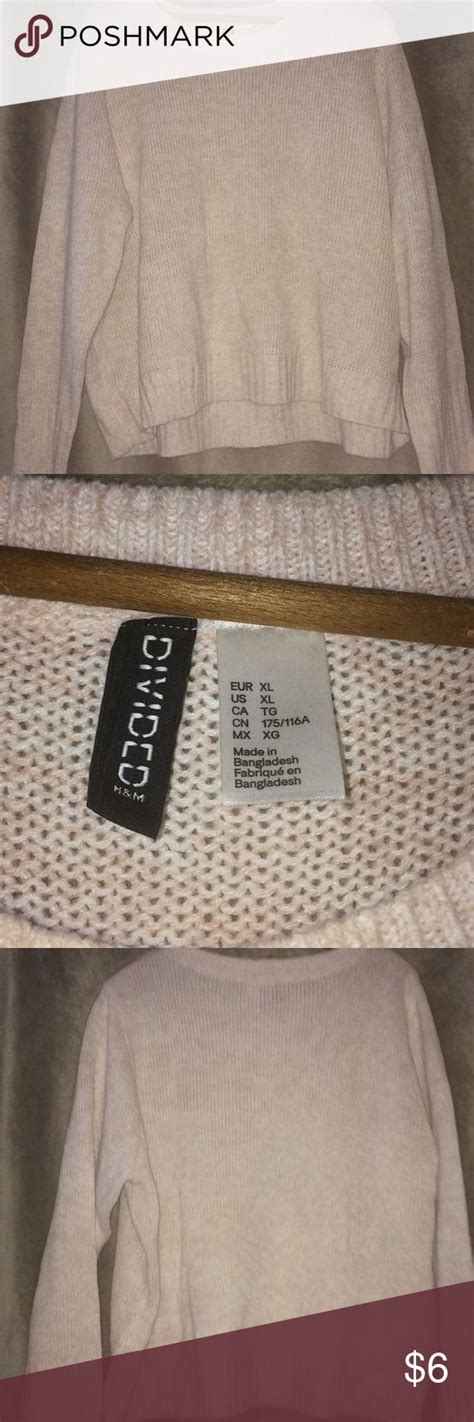 POSHMARK
DIVIDED
H&M
EUR XL
US XL
CA TG
CN 175/116A
MX XG
Made in
Bangladesh
Fabriqué en
Bangladesh
$6